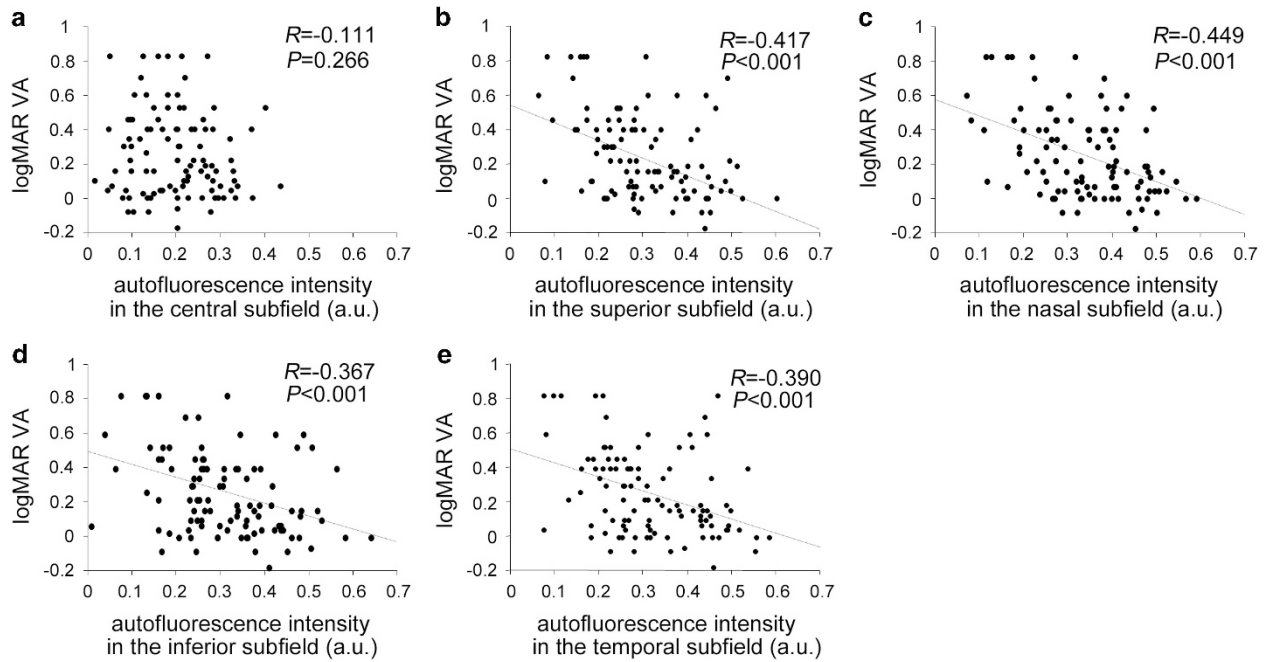 a
R=-0.111
P=0.266
logMAR VA
1
0.8
0.6
0.4
0.2
0
-0.2
0 0.1 0.2 0.3 0.4 0.5 0.6 0.7
autofluorescence intensity
in the central subfield (a.u.)
b
R=-0.417
P<0.001
logMAR VA
1
0.8
0.6
0.4
0.2
0
-0.2
0 0.1 0.2 0.3 0.4 0.5 0.6 0.7
autofluorescence intensity
in the superior subfield (a.u.)
c
R=-0.449
P<0.001
logMAR VA
1
0.8
0.6
0.4
0.2
0
-0.2
0 0.1 0.2 0.3 0.4 0.5 0.6 0.7
autofluorescence intensity
in the nasal subfield (a.u.)
d
R=-0.367
P<0.001
logMAR VA
1
0.8
0.6
0.4
0.2
0
-0.2
0 0.1 0.2 0.3 0.4 0.5 0.6 0.7
autofluorescence intensity
in the inferior subfield (a.u.)
e
R=-0.390
P<0.001
logMAR VA
1
0.8
0.6
0.4
0.2
0
-0.2
0 0.1 0.2 0.3 0.4 0.5 0.6 0.7
autofluorescence intensity
in the temporal subfield (a.u.)